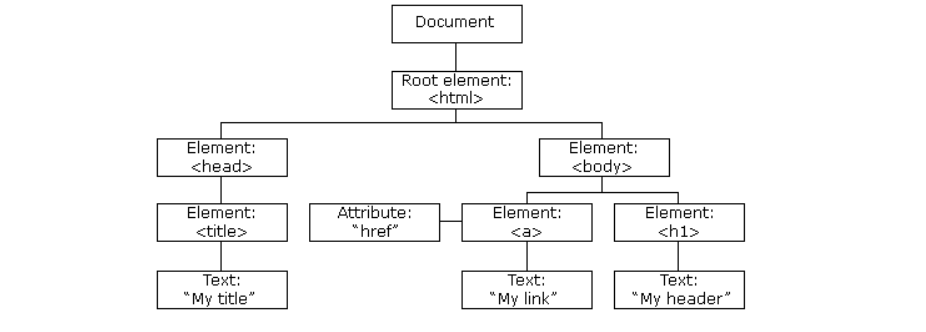 Document
Root element:
<html>
Element:
<head>
Element:
<body>
Element:
<title>
Attribute:
“href”
Element:
<a>
Element:
<h1>
Text:
“My title”
Text:
“My link”
Text:
“My header”